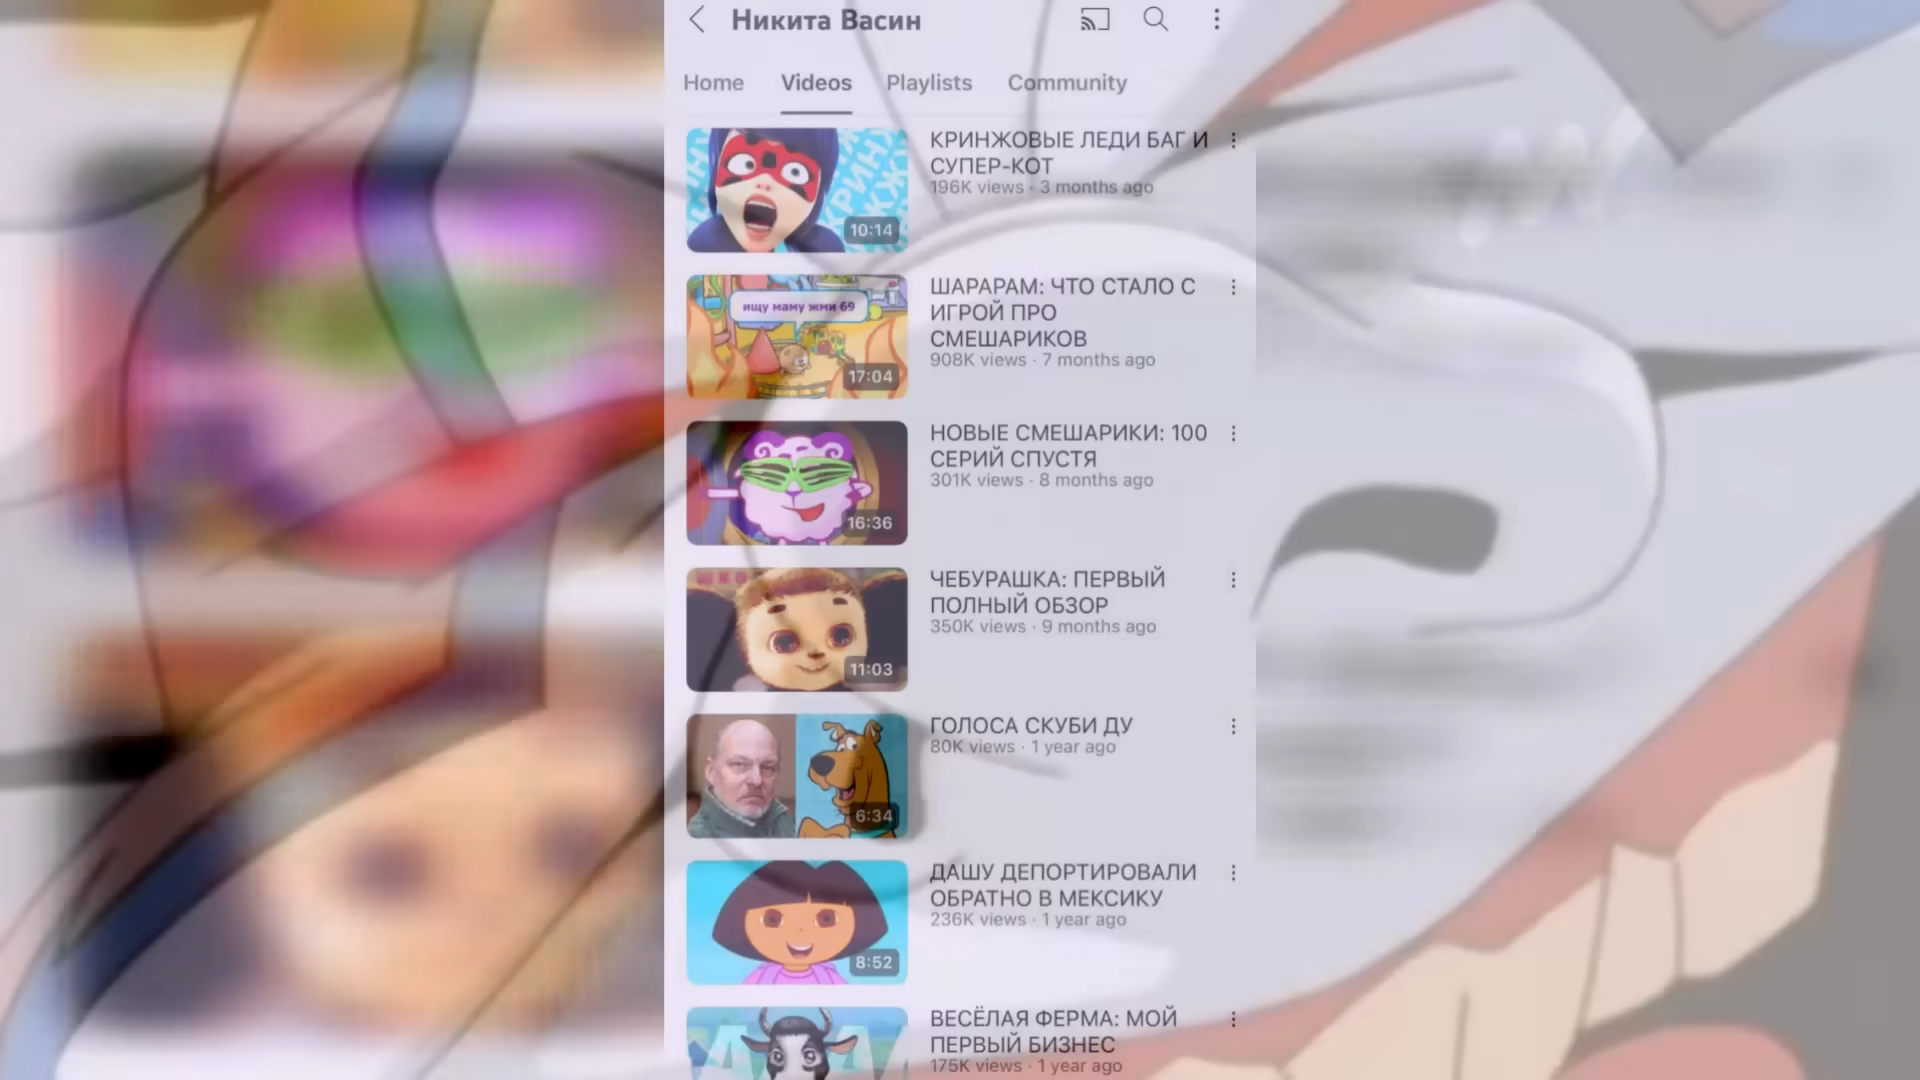 Никита Васин
Home Videos Playlists Community
КРИНЖОВЫЕ ЛЕДИ БАГ И
СУПЕР-КОТ
196K views · 3 months ago
10:14
ШАРАРАМ: ЧТО СТАЛО С
ИГРОЙ ПРО
СМЕШАРИКОВ
908K views · 7 months ago
ищу маму жми 69
17:04
НОВЫЕ СМЕШАРИКИ: 100
СЕРИЙ СПУСТЯ
301K views · 8 months ago
16:36
ЧЕБУРАШКА: ПЕРВЫЙ
ПОЛНЫЙ ОБЗОР
350K views · 9 months ago
11:03
ГОЛОСА СКУБИ ДУ
80K views · 1 year ago
6:34
ДАШУ ДЕПОРТИРОВАЛИ
ОБРАТНО В МЕКСИКУ
236K views · 1 year ago
8:52
ВЕСЁЛАЯ ФЕРМА: МОЙ
ПЕРВЫЙ БИЗНЕС
175K views · 1 year ago